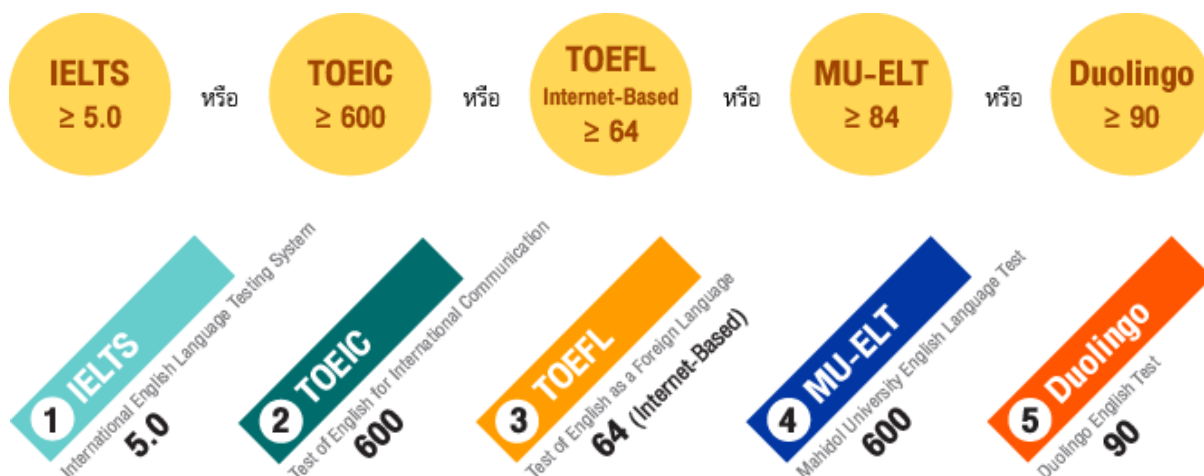 IELTS
≥ 5.0
หรือ
TOEIC
≥ 600
หรือ
TOEFL
Internet-Based
≥ 64
หรือ
MU-ELT
≥ 84
หรือ
Duolingo
≥ 90
1 IELTS
International English Language Testing System
5.0
2 TOEIC
Test of English for International Communication
600
3 TOEFL
Test of English as a Foreign Language
64 (Internet-Based)
4 MU-ELT
Mahidol University English Language Test
600
5 Duolingo
Duolingo English Test
90